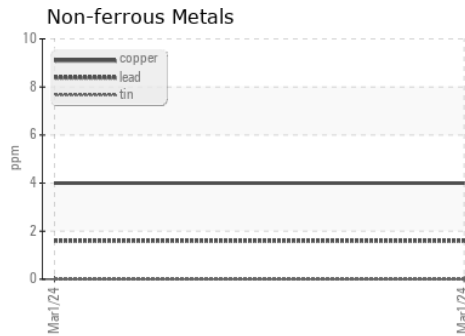 Non-ferrous Metals
10
copper
lead
tin
8
6
ppm
4
2
0
Mar1/24
Mar1/24